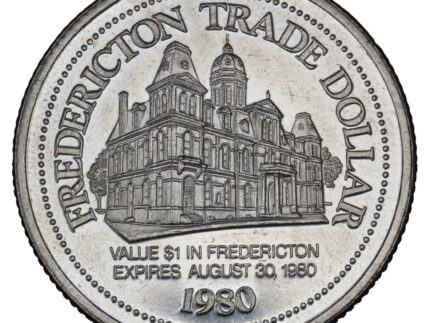 FREDERICTON TRADE DOLLAR
VALUE $1 IN FREDERICTON
EXPIRES AUGUST 30, 1980
1980